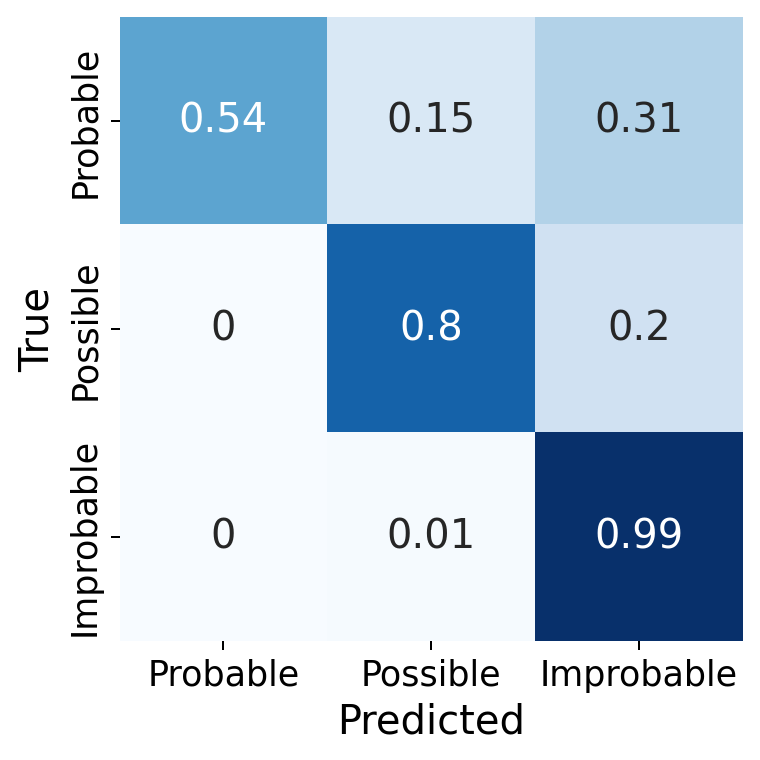 True
Probable
0.54 0.15 0.31
Possible
0 0.8 0.2
Improbable
0 0.01 0.99
Probable Possible Improbable
Predicted